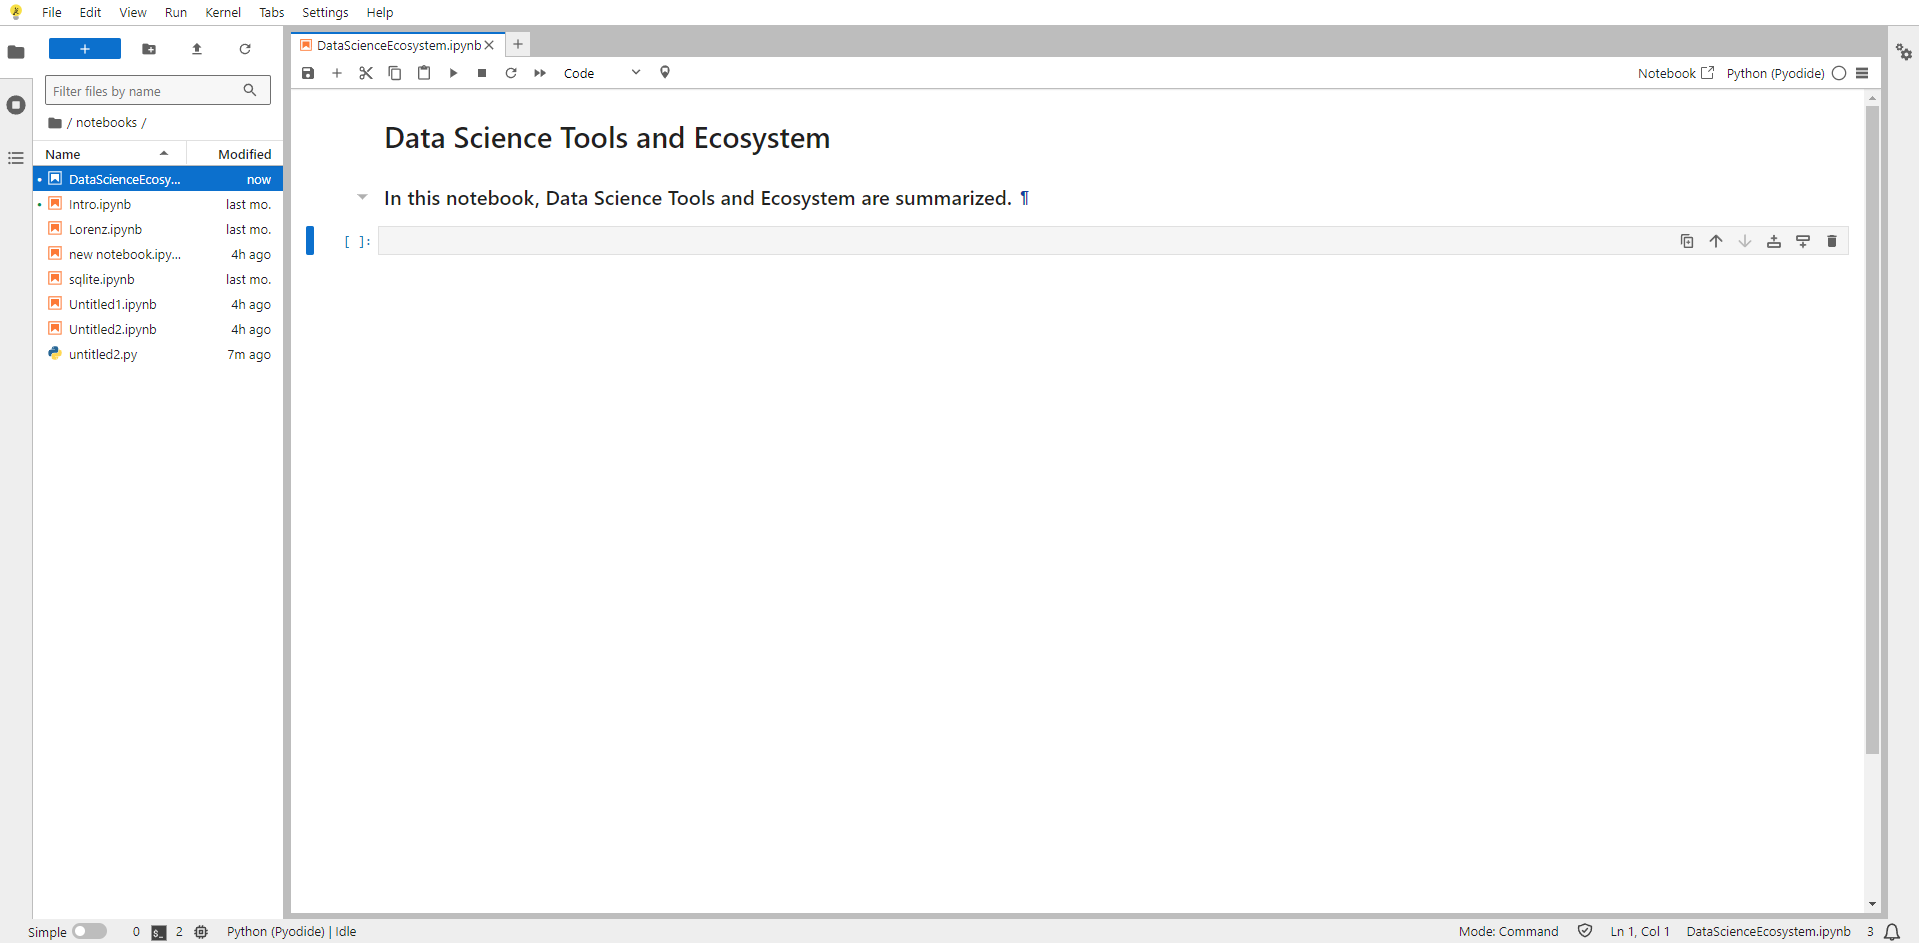 File Edit View Run Kernel Tabs Settings Help
DataScienceEcosystem.ipynb
Code
Notebook Python (Pyodide)
Filter files by name
/ notebooks /
Name Modified
DataScienceEcosy... now
Intro.ipynb last mo.
Lorenz.ipynb last mo.
new notebook.ipy... 4h ago
sqlite.ipynb last mo.
Untitled1.ipynb 4h ago
Untitled2.ipynb 4h ago
untitled2.py 7m ago
Data Science Tools and Ecosystem
In this notebook, Data Science Tools and Ecosystem are summarized. ¶
[ ]:
Simple 0 $_ 2 Python (Pyodide) | Idle Mode: Command Ln 1, Col 1 DataScienceEcosystem.ipynb 3